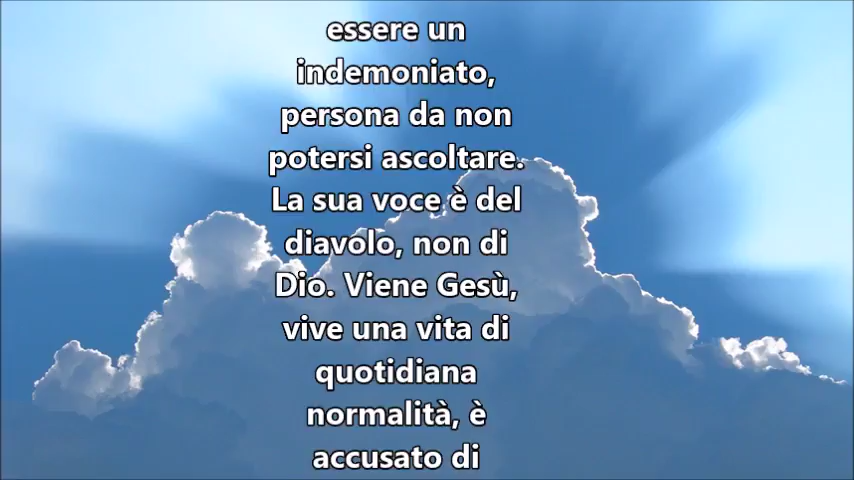 essere un
indemoniato,
persona da non
potersi ascoltare.
La sua voce è del
diavolo, non di
Dio. Viene Gesù,
vive una vita di
quotidiana
normalità, è
accusato di